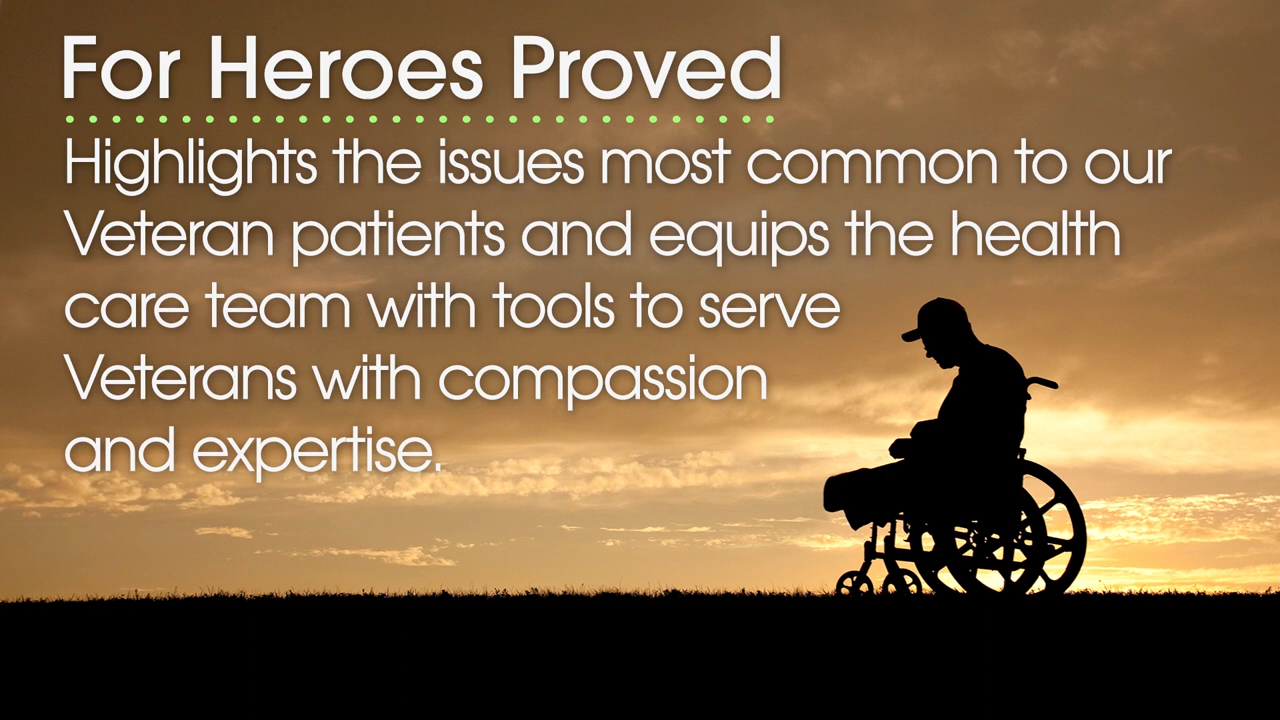 For Heroes Proved
Highlights the issues most common to our
Veteran patients and equips the health
care team with tools to serve
Veterans with compassion
and expertise.